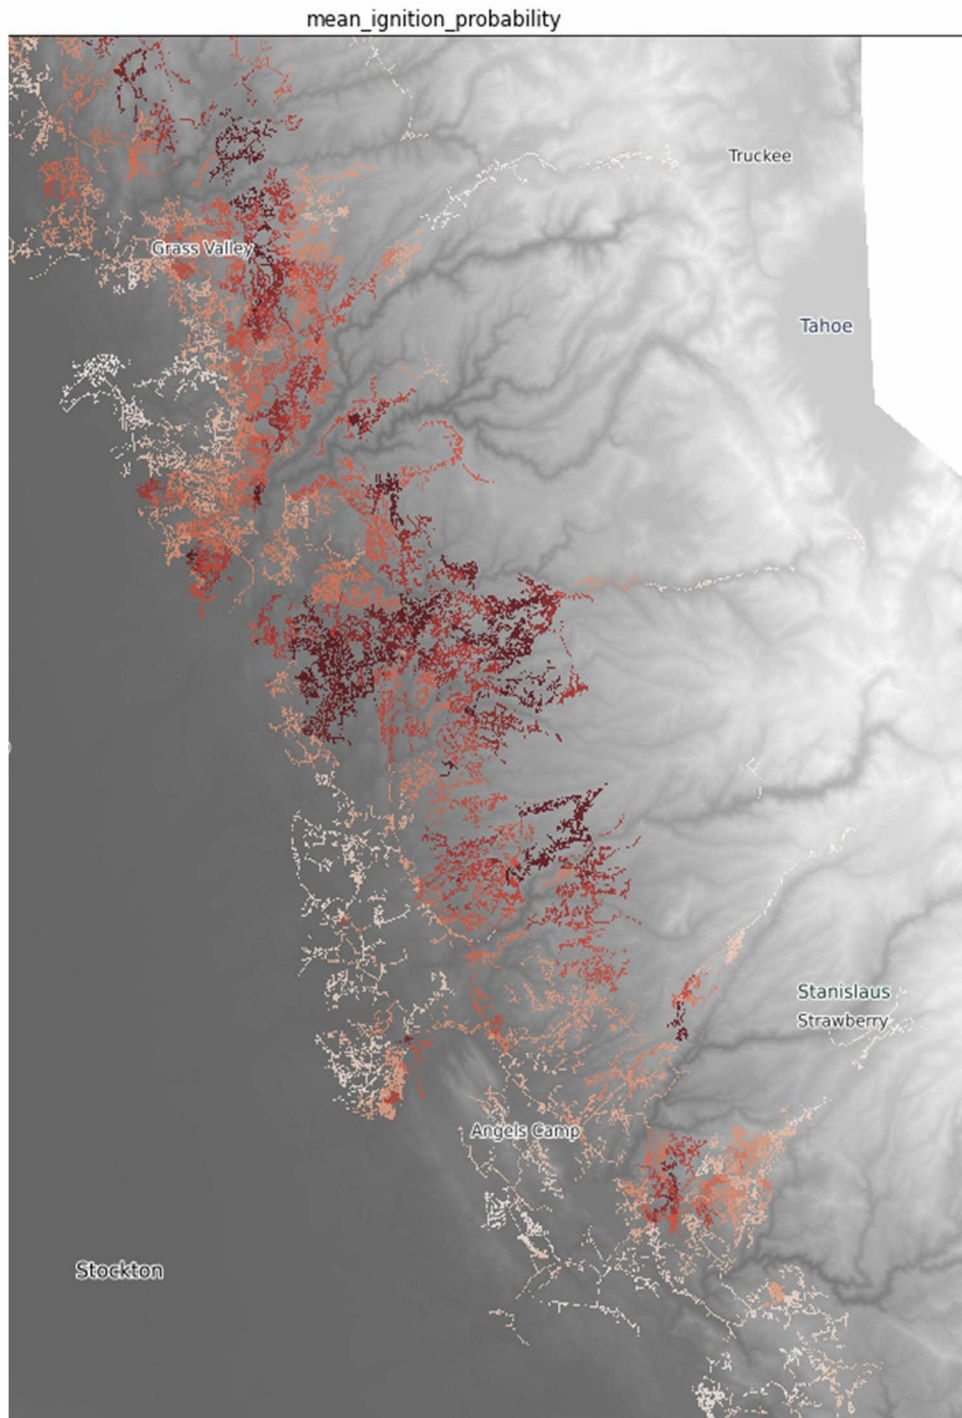 mean_ignition_probability
Truckee
Grass Valley
Tahoe
Stanislaus
Strawberry
Angels Camp
Stockton